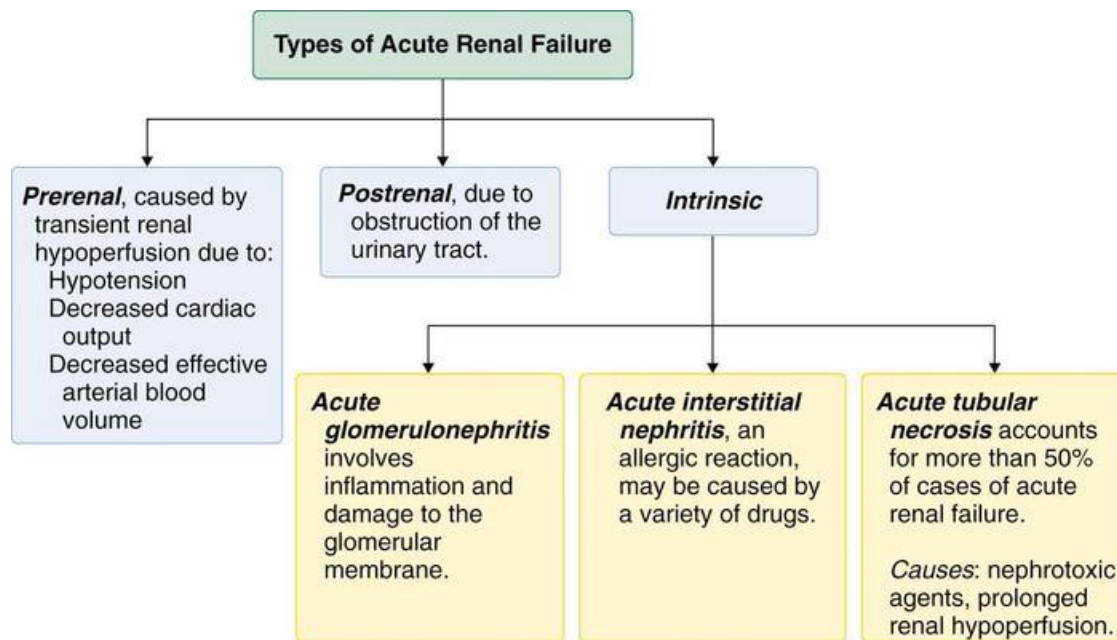 Types of Acute Renal Failure
Prerenal, caused by
transient renal
hypoperfusion due to:
Hypotension
Decreased cardiac
output
Decreased effective
arterial blood
volume
Postrenal, due to
obstruction of the
urinary tract.
Intrinsic
Acute
glomerulonephritis
involves
inflammation and
damage to the
glomerular
membrane.
Acute interstitial
nephritis, an
allergic reaction,
may be caused by
a variety of drugs.
Acute tubular
necrosis accounts
for more than 50%
of cases of acute
renal failure.
Causes: nephrotoxic
agents, prolonged
renal hypoperfusion.